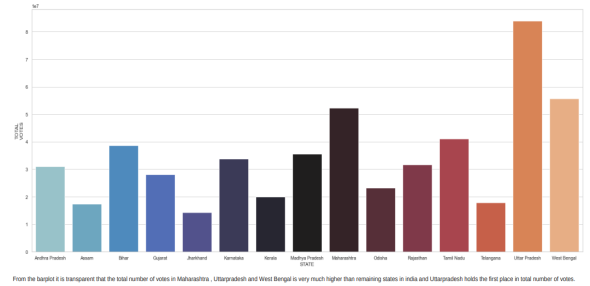 1e7
8
7
6
5
4
3
2
1
0
TOTAL
VOTES
Andhra Pradesh Assam Bihar Gujarat Jharkhand Karnataka Kerala Madhya Pradesh Maharashtra Odisha Rajasthan Tamil Nadu Telangana Uttar Pradesh West Bengal
STATE
From the barplot it is transparent that the total number of votes in Maharashtra , Uttarpradesh and West Bengal is very much higher than remaining states in india and Uttarpradesh holds the first place in total number of votes.